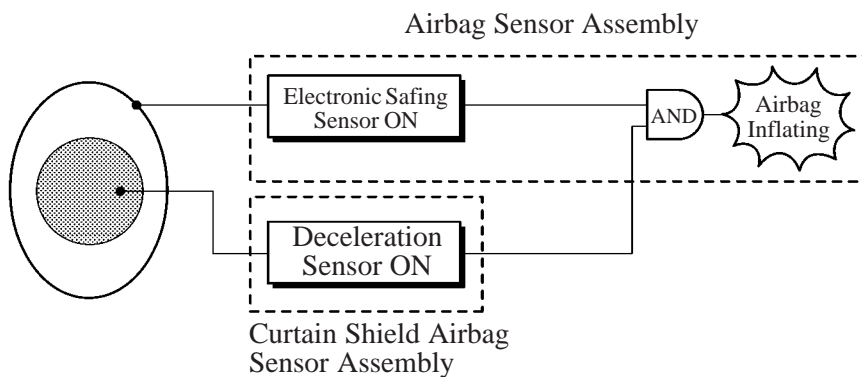 Airbag Sensor Assembly
Electronic Safing
Sensor ON
AND
Airbag
Inflating
Deceleration
Sensor ON
Curtain Shield Airbag
Sensor Assembly